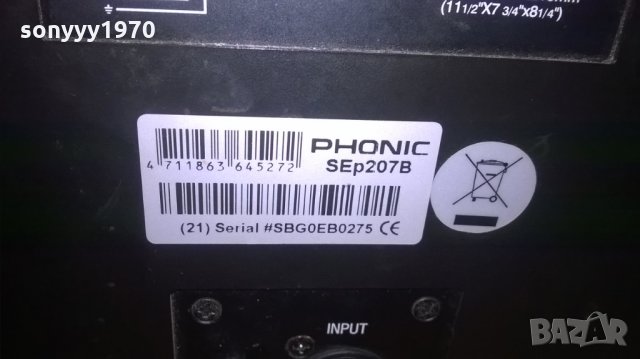 sonyyy1970
(11 1/2"X7 3/4"x8 1/4")
PHONIC
SEp207B
4 711863 645272
(21) Serial #SBG0EB0275 CE
INPUT
BAZAR